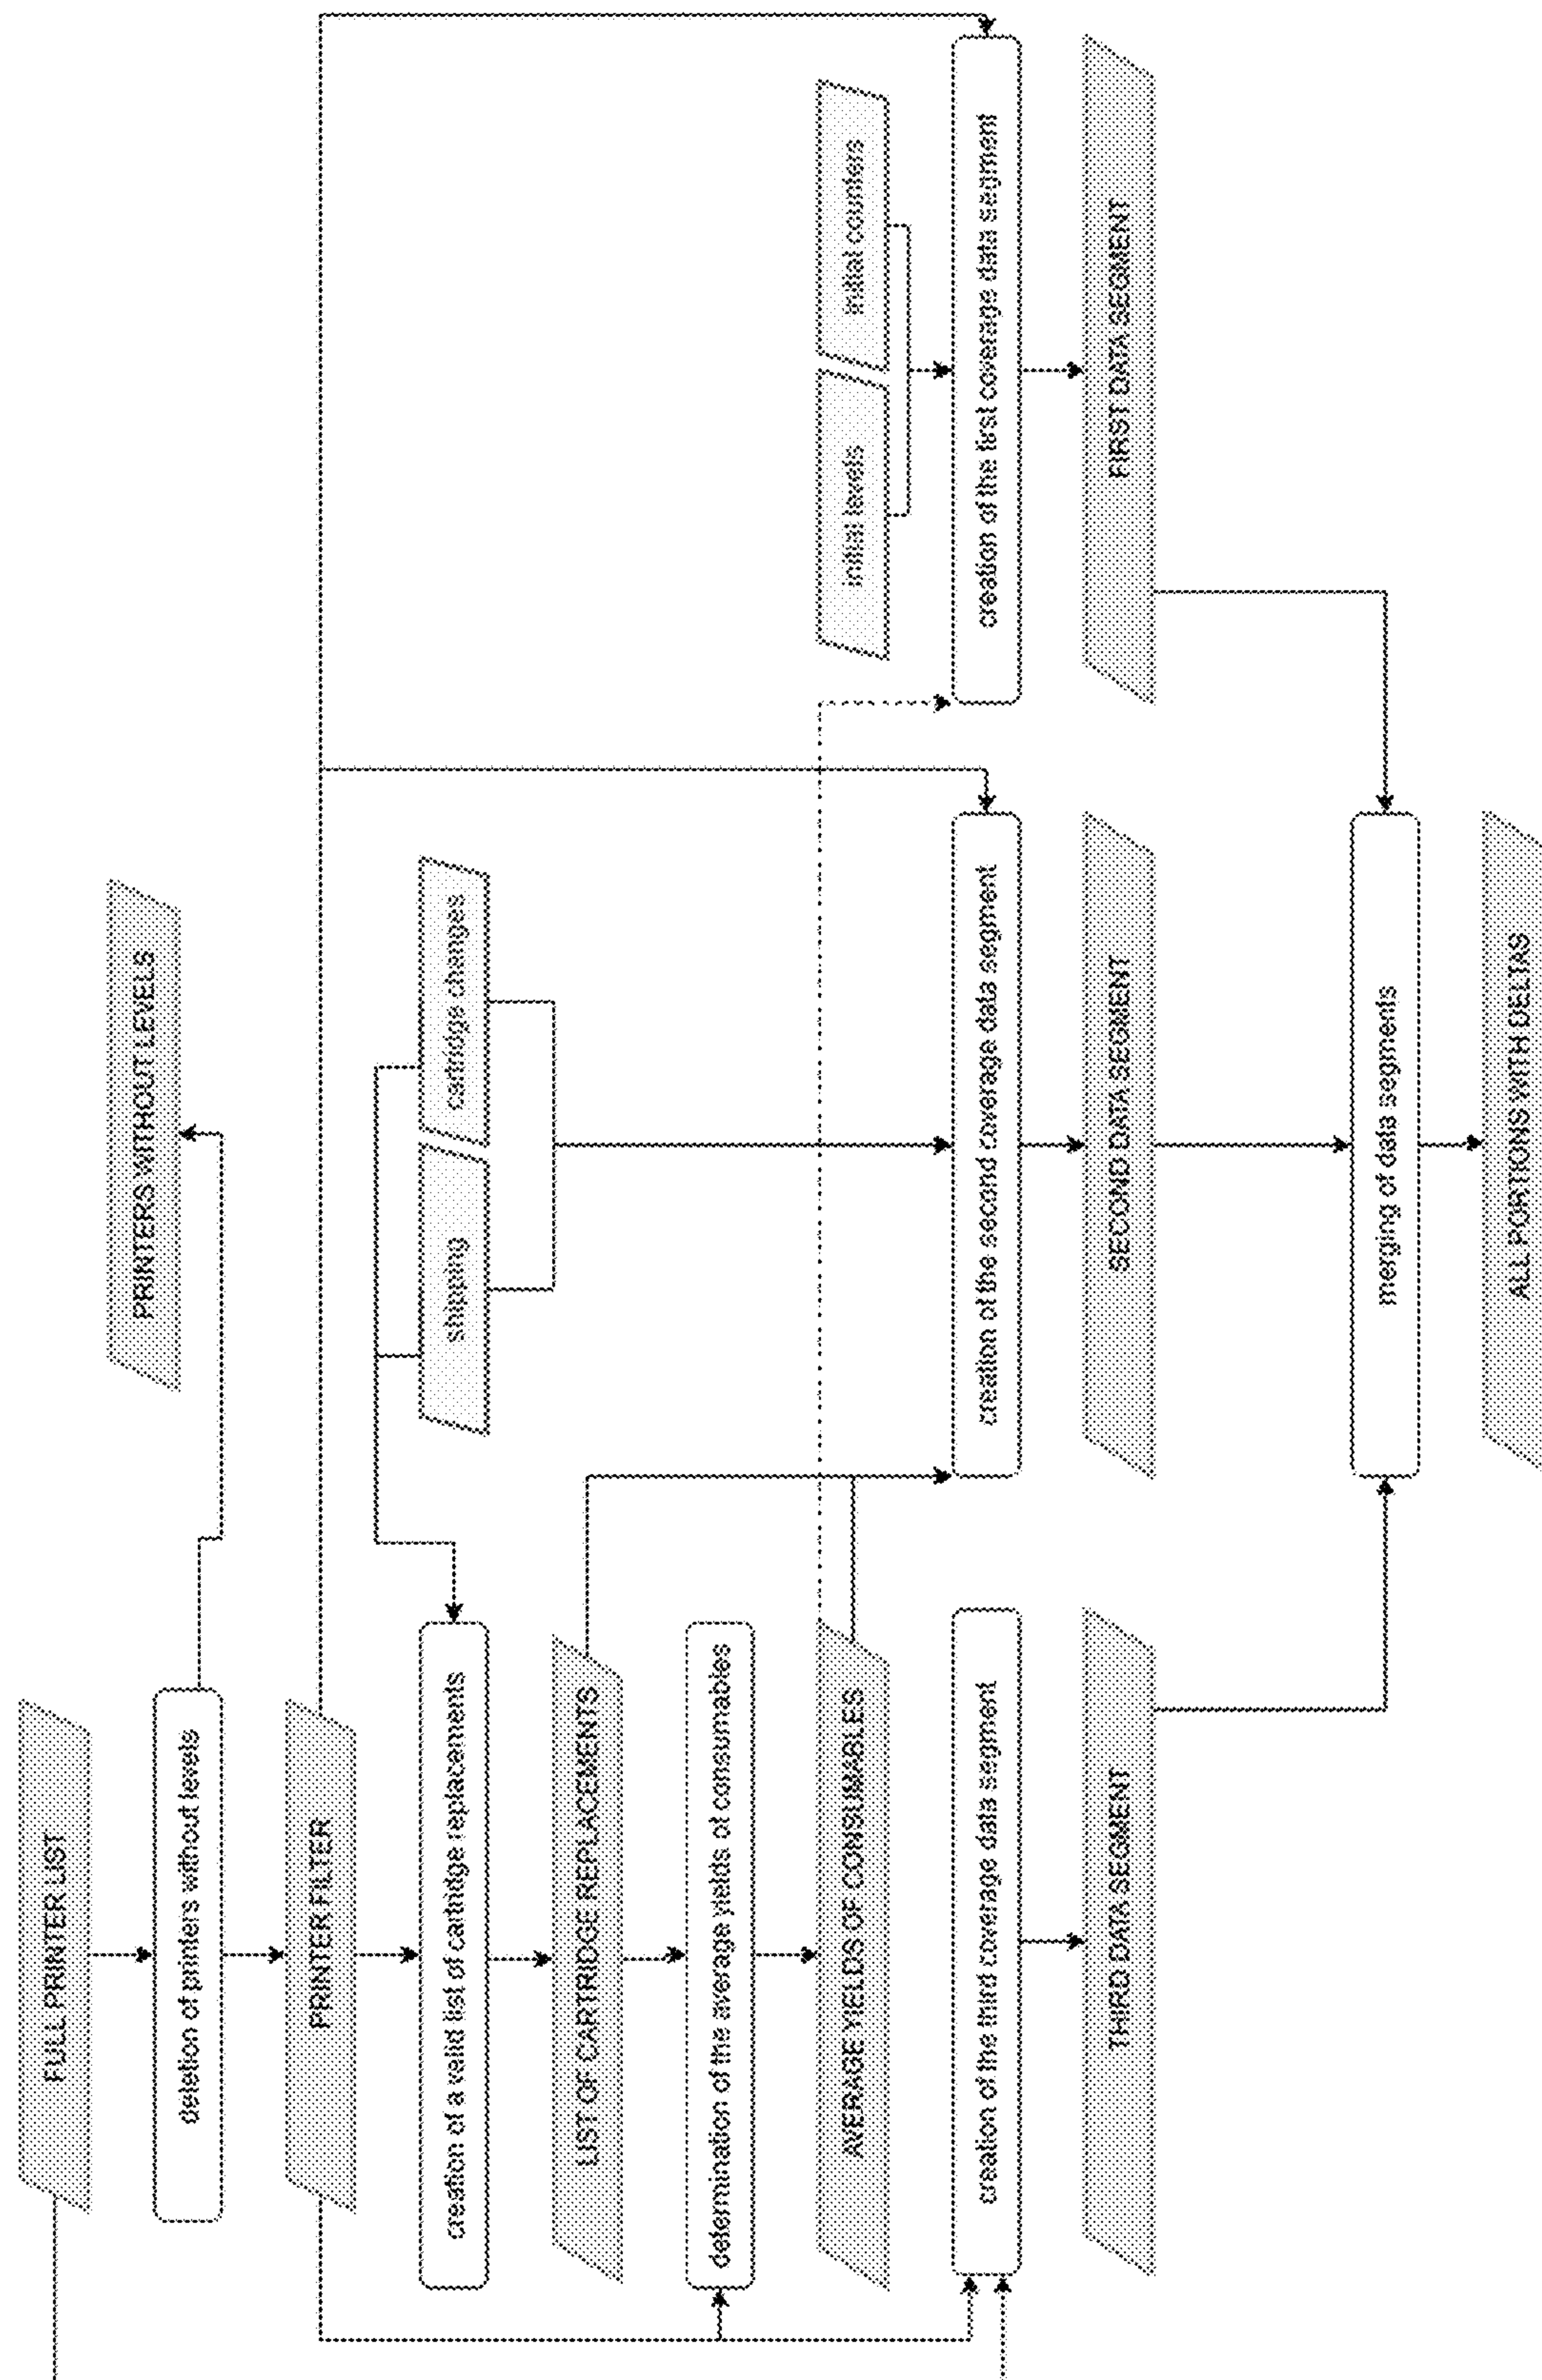 FULL PRINTER LIST
deletion of printers without levels
PRINTERS WITHOUT LEVELS
PRINTER FILTER
creation of a valid list of cartridge replacements
shipping
cartridge changes
LIST OF CARTRIDGE REPLACEMENTS
determination of the average yields of consumables
AVERAGE YIELDS OF CONSUMABLES
initial levels
initial counters
creation of the third coverage data segment
creation of the second coverage data segment
creation of the first coverage data segment
THIRD DATA SEGMENT
SECOND DATA SEGMENT
FIRST DATA SEGMENT
merging of data segments
ALL PORTIONS WITH DELTAS